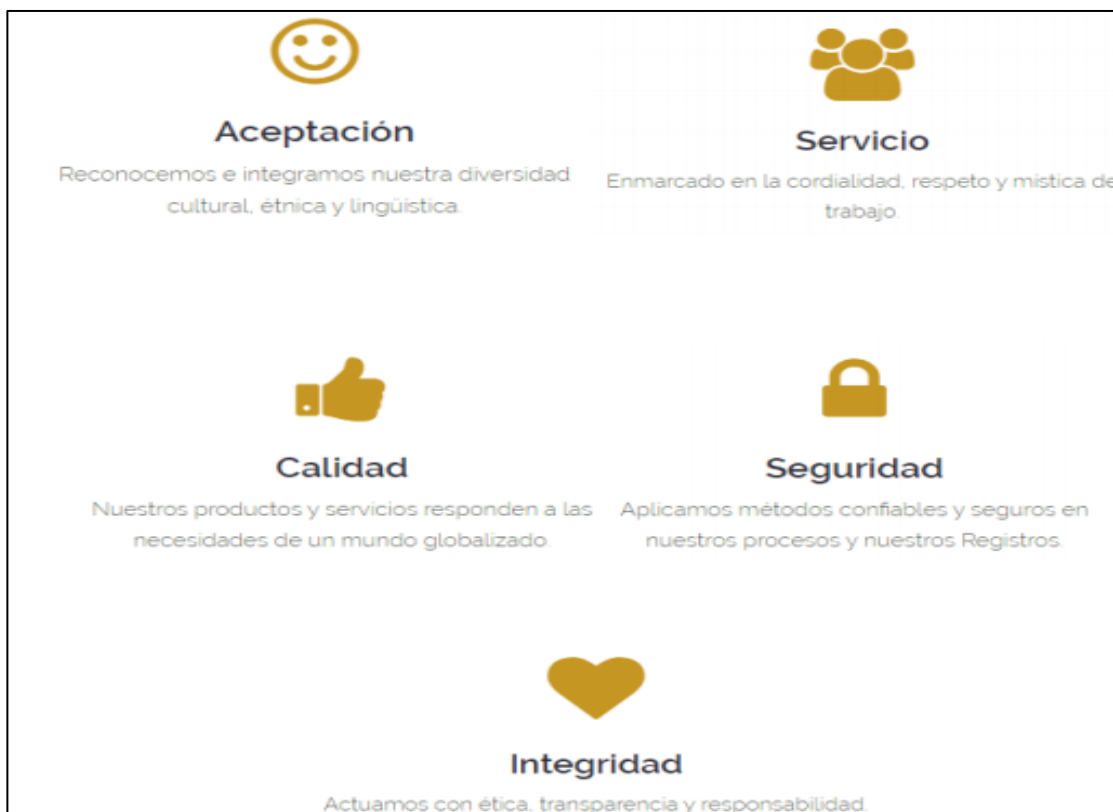 Aceptación
Reconocemos e integramos nuestra diversidad
cultural, étnica y lingüística.
Servicio
Enmarcado en la cordialidad, respeto y mística de
trabajo.
Calidad
Nuestros productos y servicios responden a las
necesidades de un mundo globalizado.
Seguridad
Aplicamos métodos confiables y seguros en
nuestros procesos y nuestros Registros.
Integridad
Actuamos con ética, transparencia y responsabilidad.